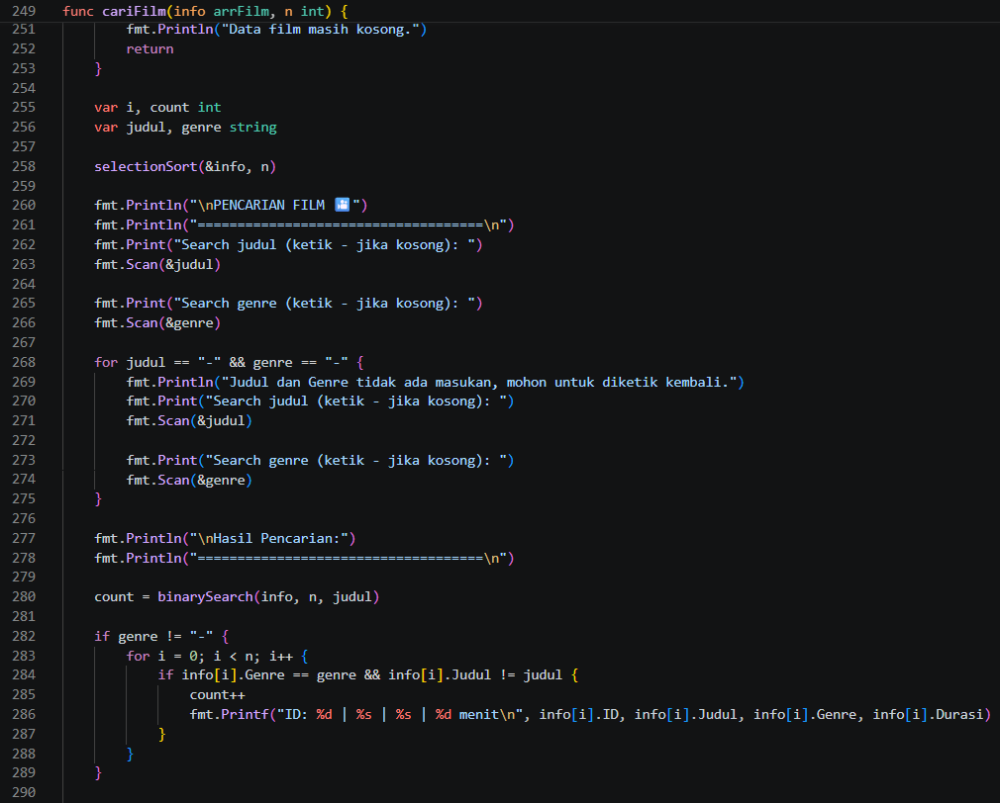 249 func cariFilm(info arrFilm, n int) {
251 fmt.Println("Data film masih kosong.")
252 return
253 }
254
255 var i, count int
256 var judul, genre string
257
258 selectionSort(&info, n)
259
260 fmt.Println("\nPENCARIAN FILM 🎦")
261 fmt.Println("====================================\n")
262 fmt.Print("Search judul (ketik - jika kosong): ")
263 fmt.Scan(&judul)
264
265 fmt.Print("Search genre (ketik - jika kosong): ")
266 fmt.Scan(&genre)
267
268 for judul == "-" && genre == "-" {
269 fmt.Println("Judul dan Genre tidak ada masukan, mohon untuk diketik kembali.")
270 fmt.Print("Search judul (ketik - jika kosong): ")
271 fmt.Scan(&judul)
272
273 fmt.Print("Search genre (ketik - jika kosong): ")
274 fmt.Scan(&genre)
275 }
276
277 fmt.Println("\nHasil Pencarian:")
278 fmt.Println("====================================\n")
279
280 count = binarySearch(info, n, judul)
281
282 if genre != "-" {
283 for i = 0; i < n; i++ {
284 if info[i].Genre == genre && info[i].Judul != judul {
285 count++
286 fmt.Printf("ID: %d | %s | %s | %d menit\n", info[i].ID, info[i].Judul, info[i].Genre, info[i].Durasi)
287 }
288 }
289 }
290